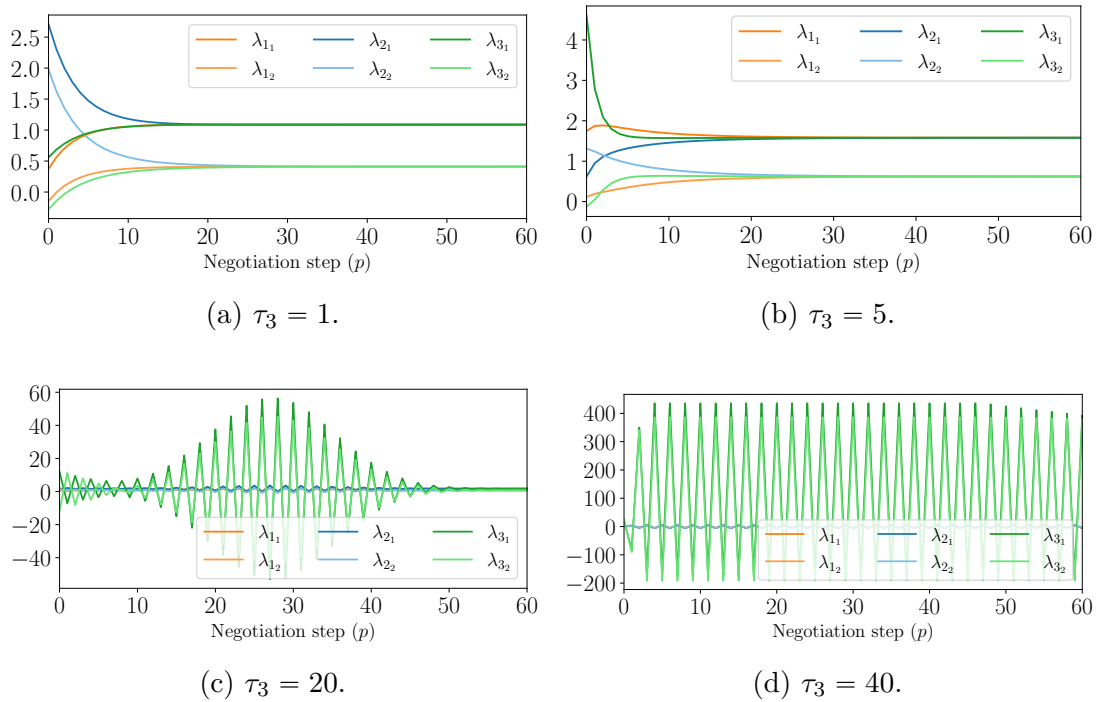 2.5
2.0
1.5
1.0
0.5
0.0
λ₁₁ λ₂₁ λ₃₁
λ₁₂ λ₂₂ λ₃₂
0 10 20 30 40 50 60
Negotiation step (p)
(a) τ₃ = 1.
4
3
2
1
0
λ₁₁ λ₂₁ λ₃₁
λ₁₂ λ₂₂ λ₃₂
0 10 20 30 40 50 60
Negotiation step (p)
(b) τ₃ = 5.
60
40
20
0
−20
−40
λ₁₁ λ₂₁ λ₃₁
λ₁₂ λ₂₂ λ₃₂
0 10 20 30 40 50 60
Negotiation step (p)
(c) τ₃ = 20.
400
300
200
100
0
−100
−200
λ₁₁ λ₂₁ λ₃₁
λ₁₂ λ₂₂ λ₃₂
0 10 20 30 40 50 60
Negotiation step (p)
(d) τ₃ = 40.